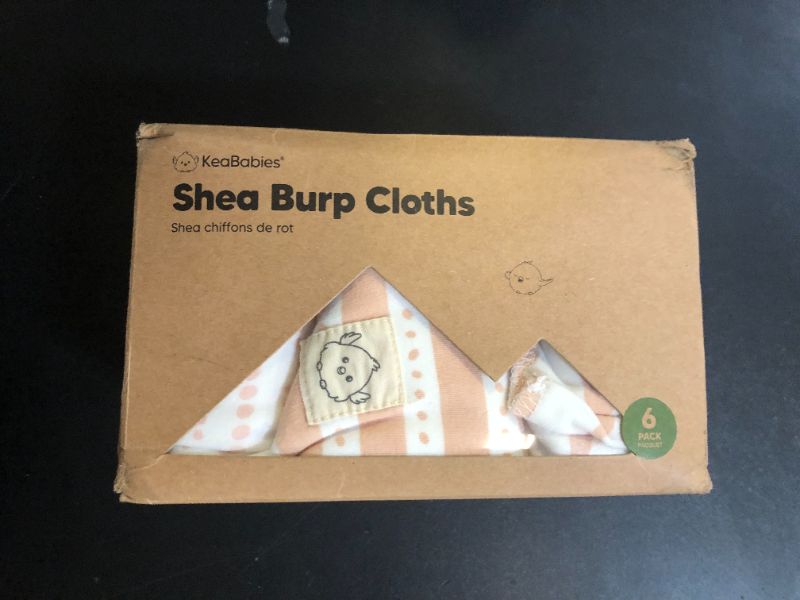 KeaBabies®
Shea Burp Cloths
Shea chiffons de rot
6
PACK
PAQUET